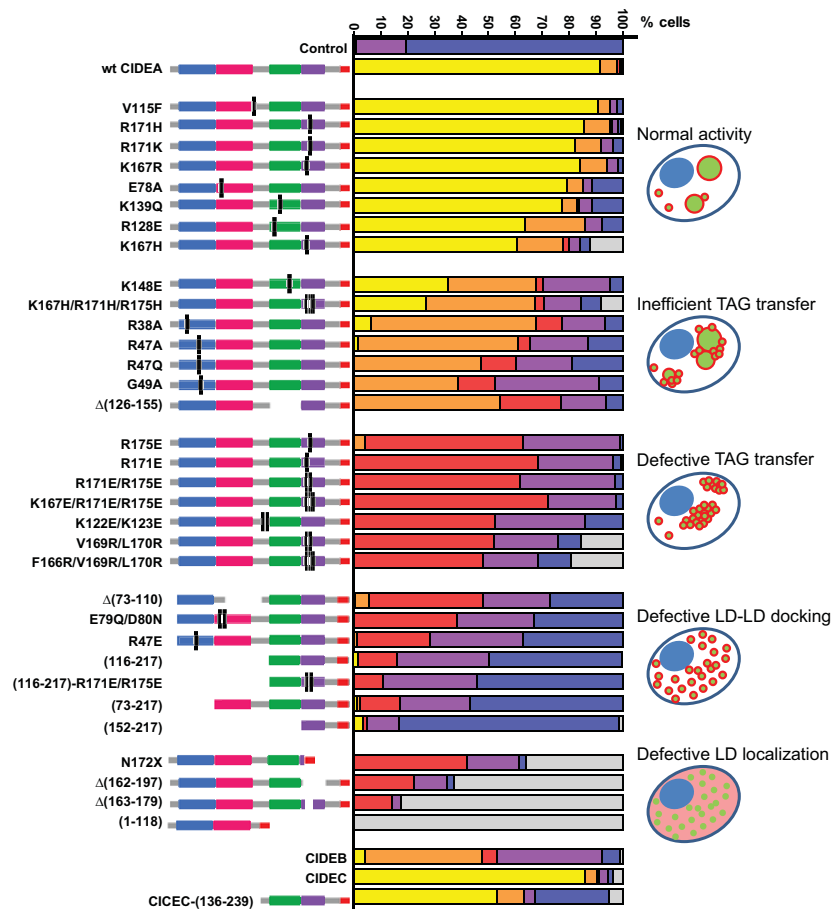 0 10 20 30 40 50 60 70 80 90 100 % cells
Control
wt CIDEA
V115F
R171H
R171K
K167R
E78A
K139Q
R128E
K167H
Normal activity
K148E
K167H/R171H/R175H
R38A
R47A
R47Q
G49A
Δ(126-155)
Inefficient TAG transfer
R175E
R171E
R171E/R175E
K167E/R171E/R175E
K122E/K123E
V169R/L170R
F166R/V169R/L170R
Defective TAG transfer
Δ(73-110)
E79Q/D80N
R47E
(116-217)
(116-217)-R171E/R175E
(73-217)
(152-217)
Defective LD-LD docking
N172X
Δ(162-197)
Δ(163-179)
(1-118)
Defective LD localization
CIDEB
CIDEC
CICEC-(136-239)